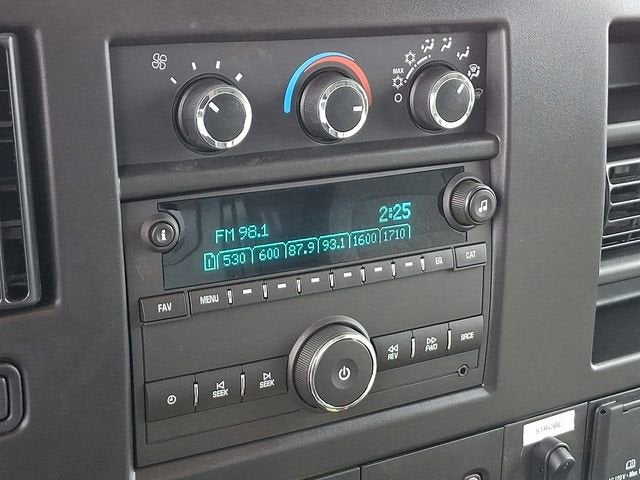 MAX
2:25
FM 98.1
1 530 600 87.9 93.1 1600 1710
i
FAV MENU EQ CAT
SEEK SEEK REV FWD SRCE
STROBE